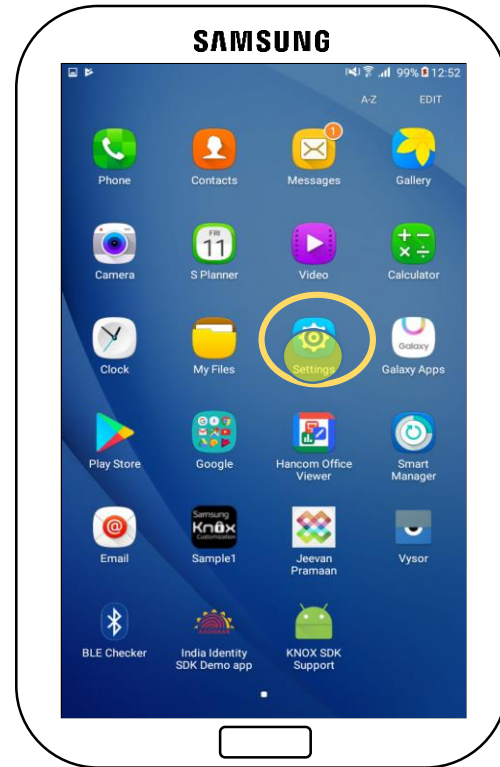 SAMSUNG
99% 12:52
A-Z EDIT
1
Phone Contacts Messages Gallery
FRI
11
Camera S Planner Video Calculator
Galaxy
Clock My Files Settings Galaxy Apps
Play Store Google Hancom Office Viewer Smart Manager
Samsung
Knox
Customization
Email Sample1 Jeevan Pramaan Vysor
AADHAAR
BLE Checker India Identity SDK Demo app KNOX SDK Support